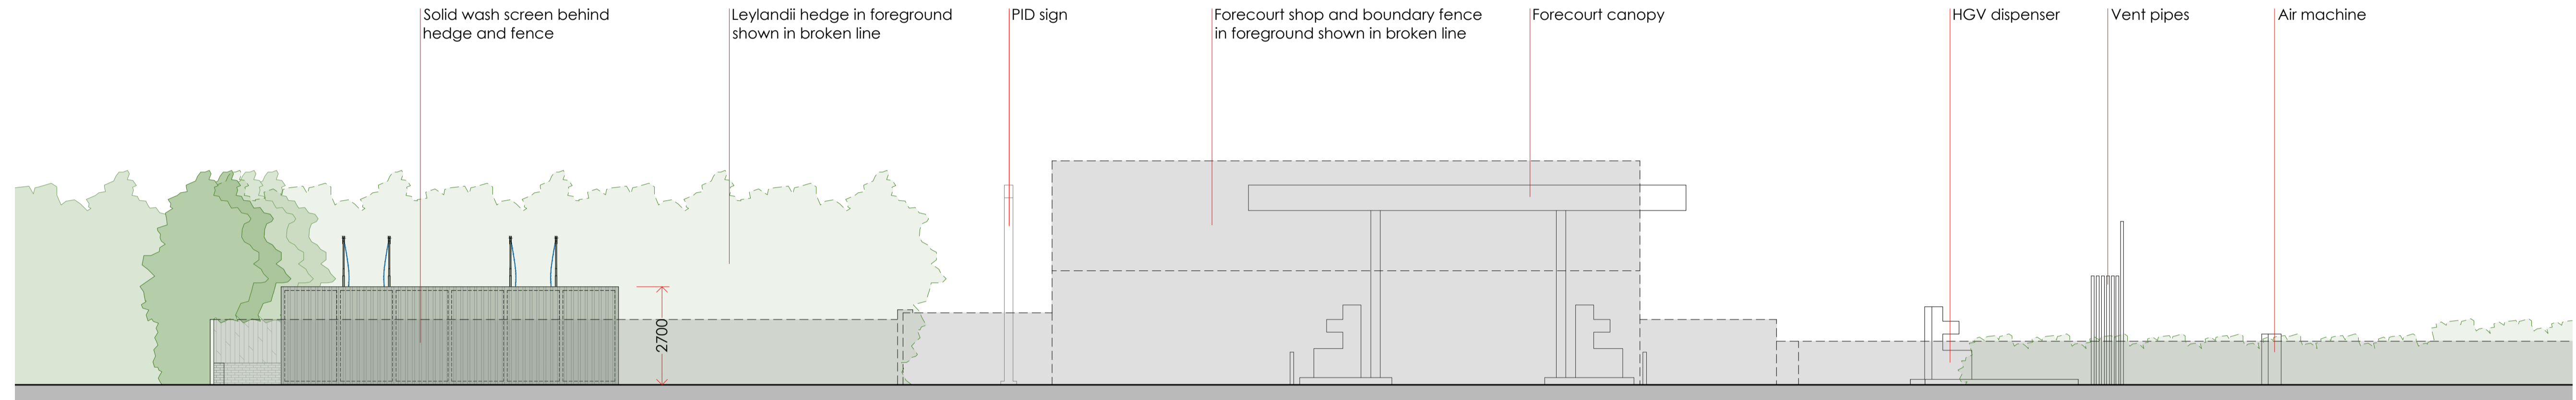 Solid wash screen behind
hedge and fence
Leylandii hedge in foreground
shown in broken line
PID sign
Forecourt shop and boundary fence
in foreground shown in broken line
Forecourt canopy
HGV dispenser
Vent pipes
Air machine
2700